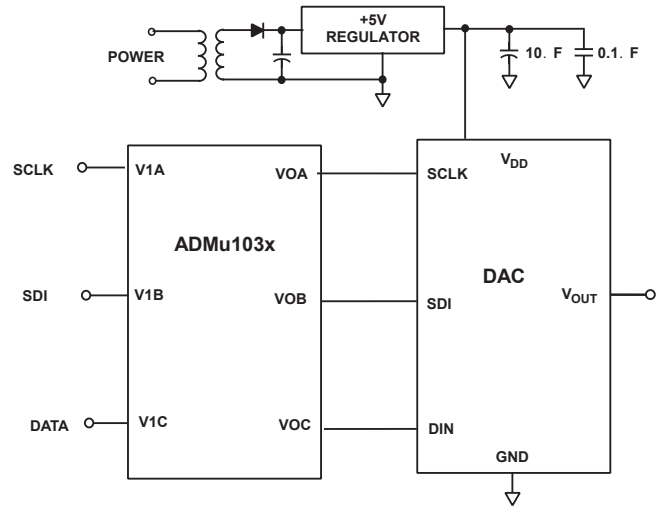 +5V
REGULATOR
POWER
10. F
0.1. F
SCLK
V1A
VOA
SCLK
VDD
ADMu103x
DAC
SDI
V1B
VOB
SDI
VOUT
DATA
V1C
VOC
DIN
GND